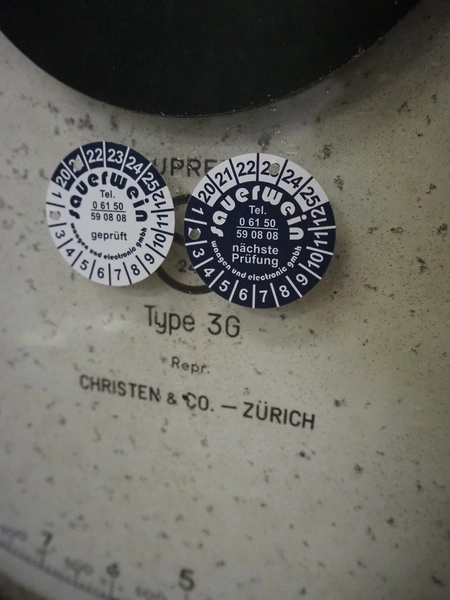 UPRE
20 22 23 24 25
sauerwein
Tel.
0 61 50
59 08 08
geprüft
waagen und electronic gmbh
1 3 4 5 6 7 8 9 10 11 12
20 21 22 24 25
sauerwein
Tel.
0 61 50
59 08 08
nächste
Prüfung
waagen und electronic gmbh
1 3 4 5 6 7 8 9 10 11 12
Type 3G
Repr.
CHRISTEN & CO. — ZÜRICH
7 5